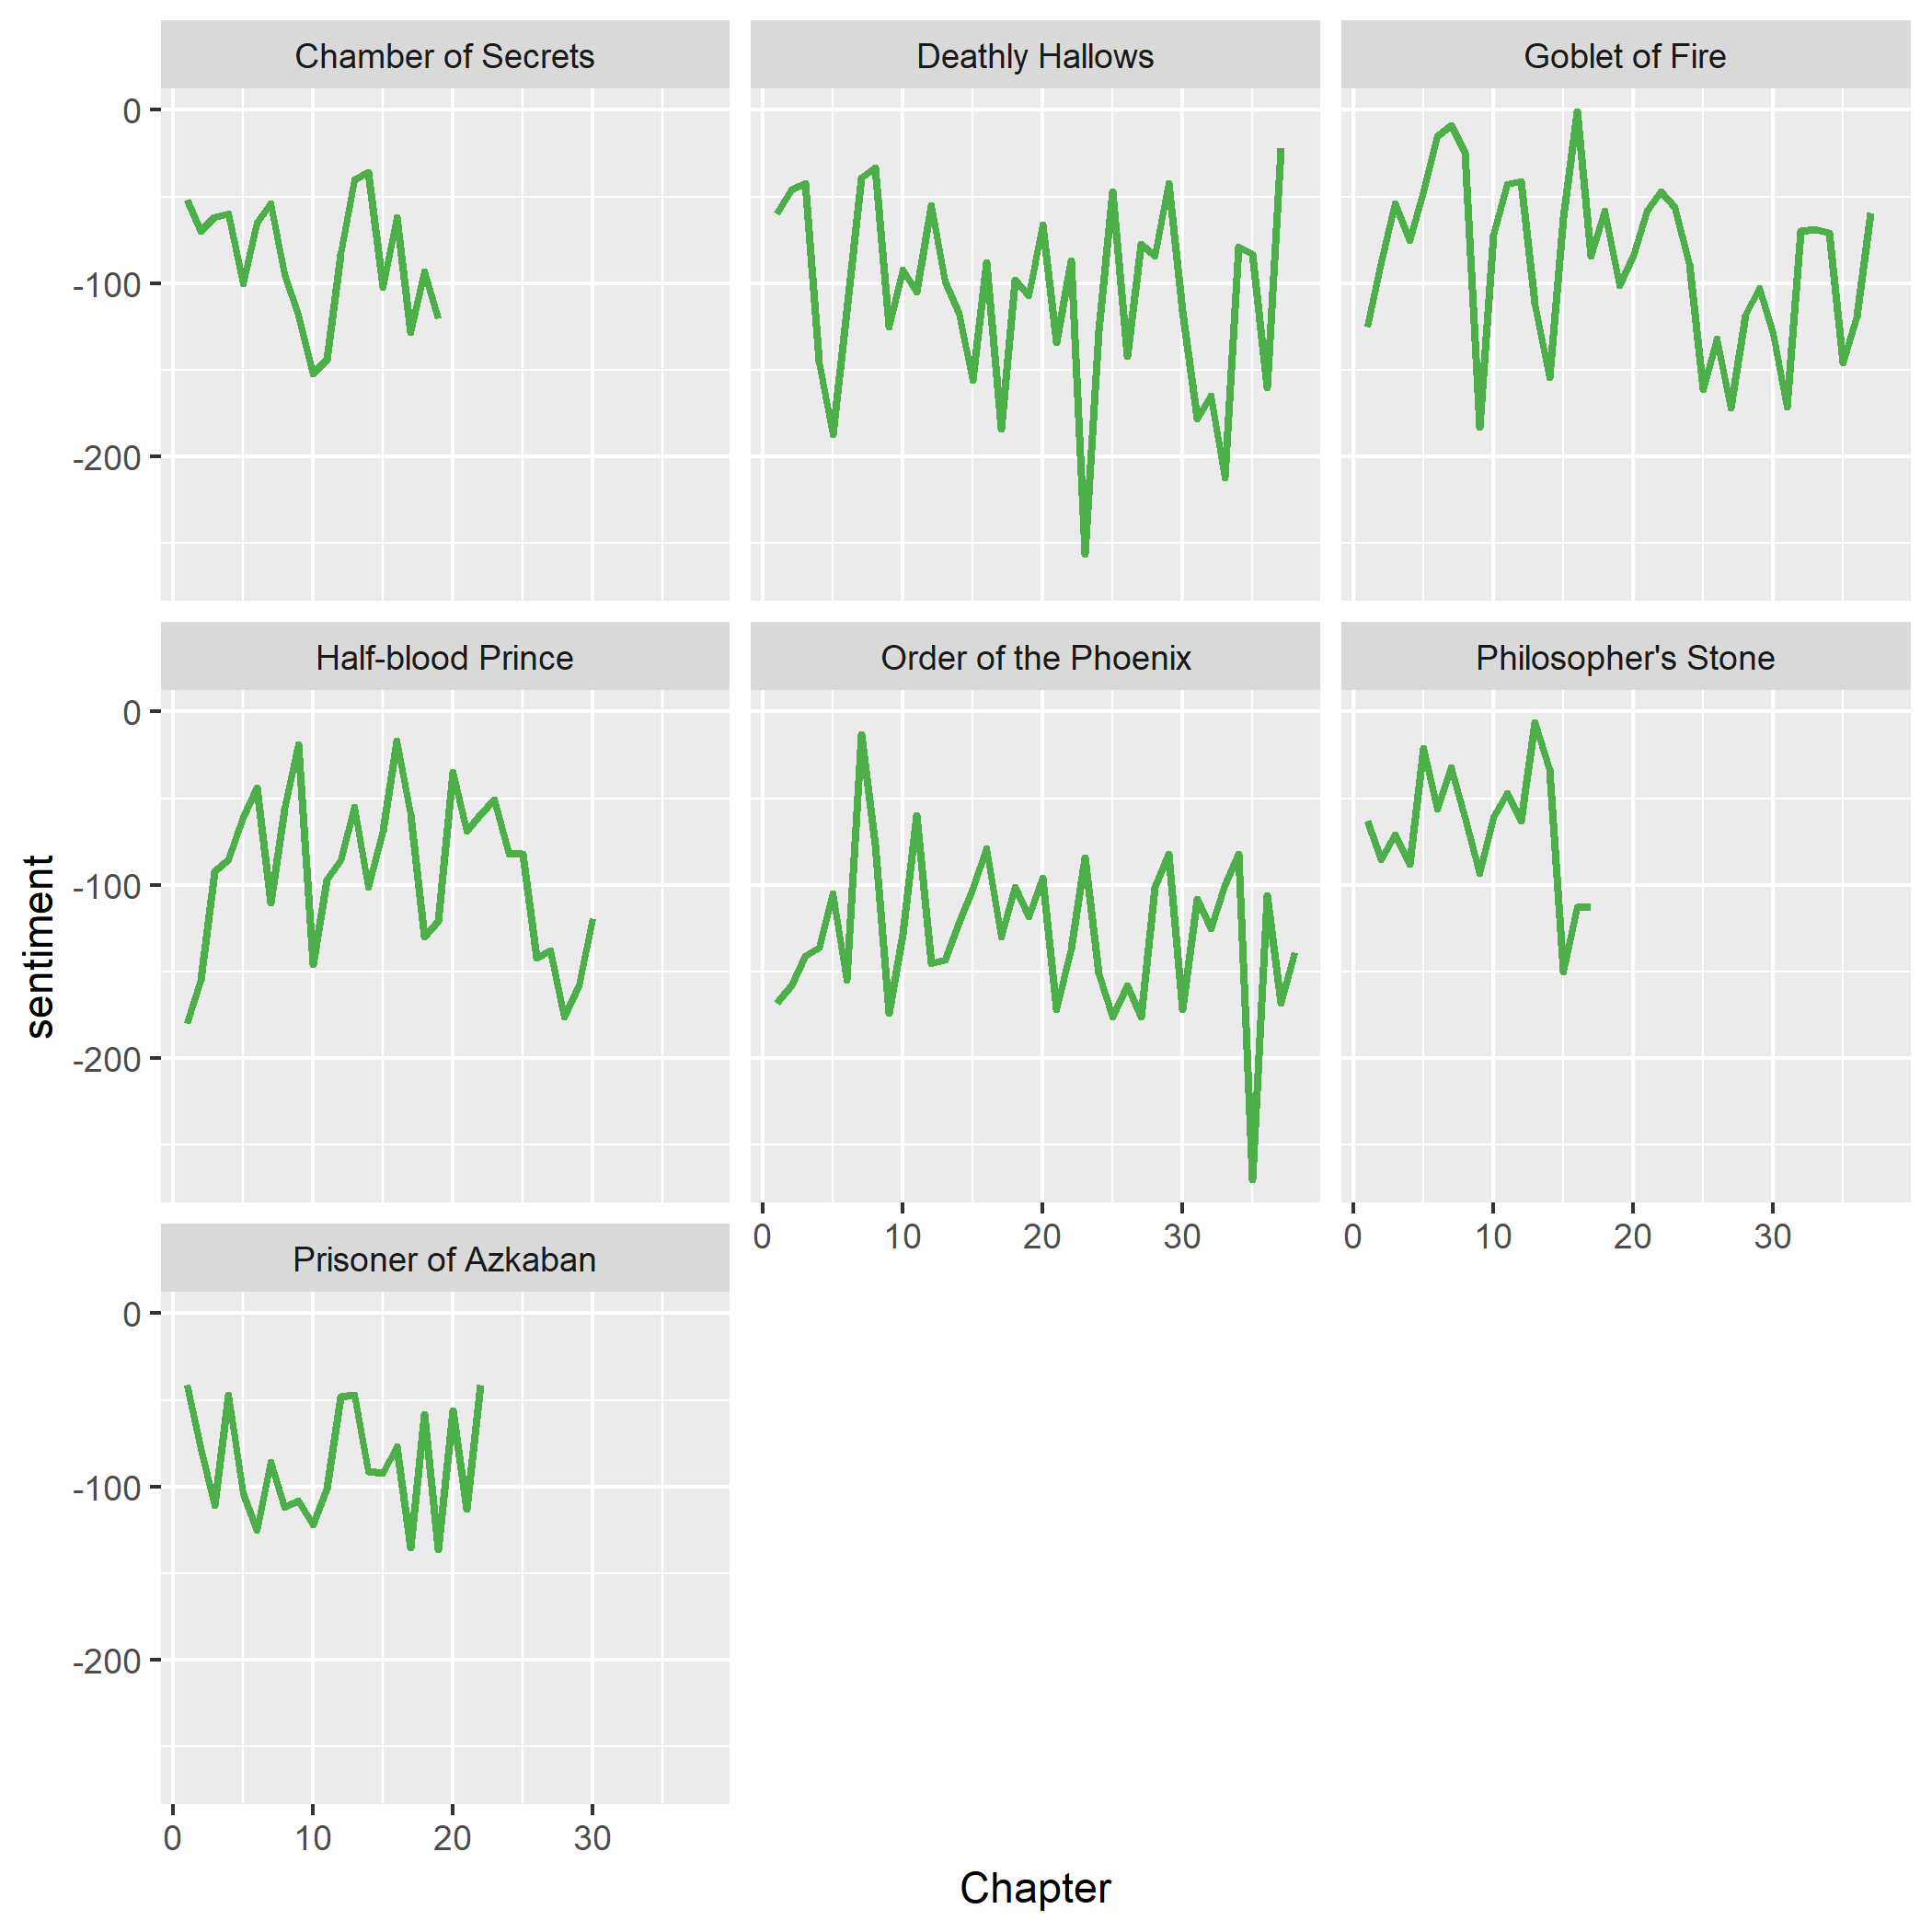 Chamber of Secrets
Deathly Hallows
Goblet of Fire
0
-100
-200
Half-blood Prince
Order of the Phoenix
Philosopher's Stone
0
-100
-200
0 10 20 30
0 10 20 30
Prisoner of Azkaban
0
-100
-200
0 10 20 30
sentiment
Chapter